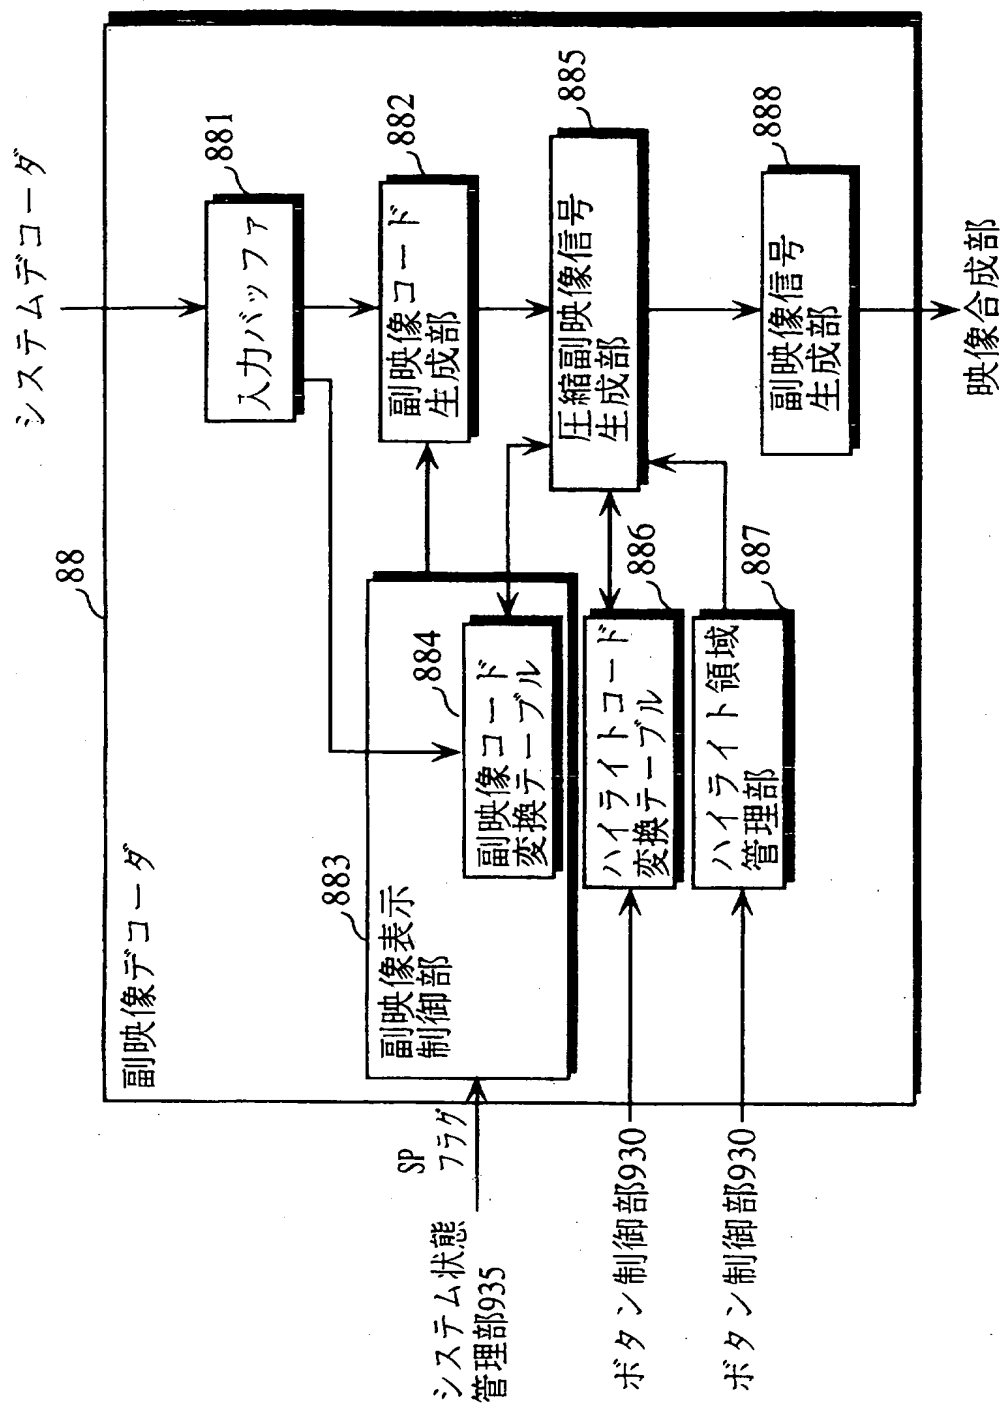 副映像デコーダ
88
システムデコーダ
入力バッファ
881
副映像コード
生成部
882
副映像表示
制御部
883
副映像コード
変換テーブル
884
圧縮副映像信号
生成部
885
ハイライトコード
変換テーブル
886
ハイライト領域
管理部
887
副映像信号
生成部
888
映像合成部
SP
フラグ
システム状態
管理部935
ボタン制御部930
ボタン制御部930